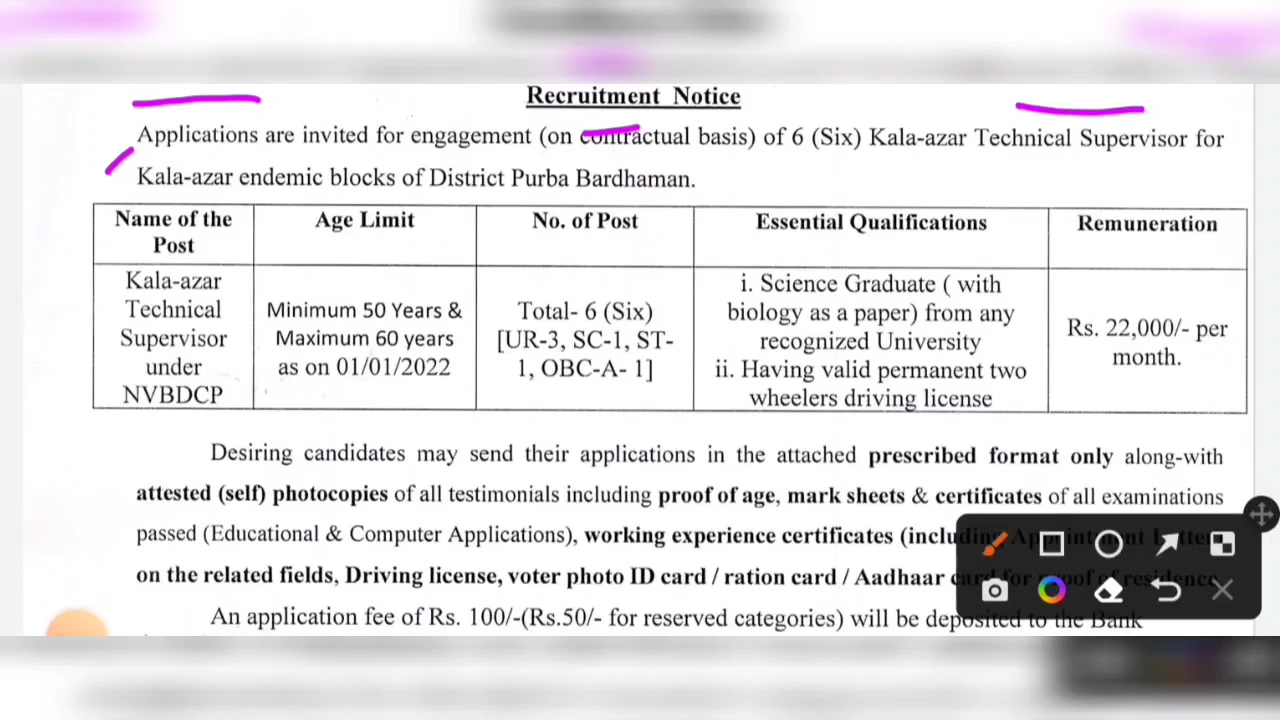 Recruitment Notice
Applications are invited for engagement (on contractual basis) of 6 (Six) Kala-azar Technical Supervisor for
Kala-azar endemic blocks of District Purba Bardhaman.
Name of the Post
Age Limit
No. of Post
Essential Qualifications
Remuneration
Kala-azar
Technical
Supervisor
under
NVBDCP
Minimum 50 Years &
Maximum 60 years
as on 01/01/2022
Total- 6 (Six)
[UR-3, SC-1, ST-
1, OBC-A- 1]
i. Science Graduate ( with
biology as a paper) from any
recognized University
ii. Having valid permanent two
wheelers driving license
Rs. 22,000/- per
month.
Desiring candidates may send their applications in the attached prescribed format only along-with
attested (self) photocopies of all testimonials including proof of age, mark sheets & certificates of all examinations
passed (Educational & Computer Applications), working experience certificates (including Appointment Letter)
on the related fields, Driving license, voter photo ID card / ration card / Aadhaar card for proof of residence
An application fee of Rs. 100/-(Rs.50/- for reserved categories) will be deposited to the Bank